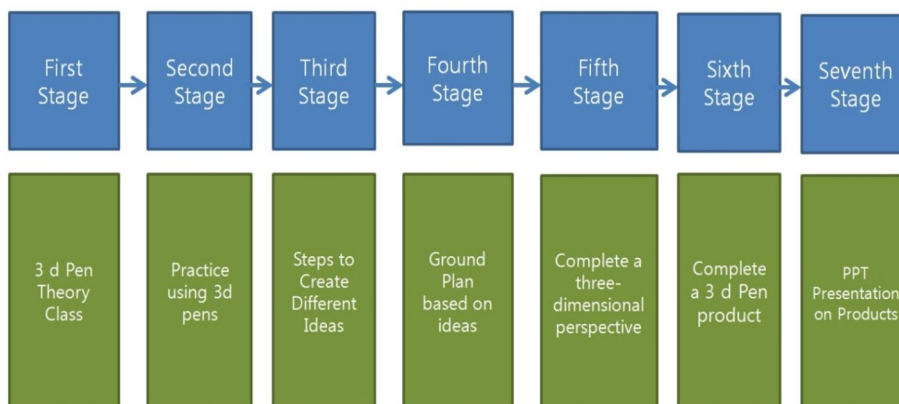 First
Stage
Second
Stage
Third
Stage
Fourth
Stage
Fifth
Stage
Sixth
Stage
Seventh
Stage
3 d Pen
Theory
Class
Practice
using 3d
pens
Steps to
Create
Different
Ideas
Ground
Plan
based on
ideas
Complete a
three-
dimensional
perspective
Complete
a 3 d Pen
product
PPT
Presentation
on Products